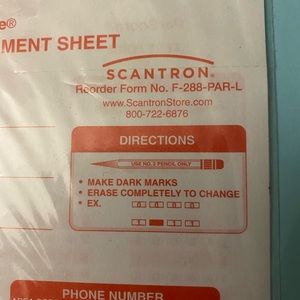 e®
MENT SHEET
SCANTRON®
Reorder Form No. F-288-PAR-L
www.ScantronStore.com
800-722-6876
DIRECTIONS
USE NO. 2 PENCIL ONLY
• MAKE DARK MARKS
• ERASE COMPLETELY TO CHANGE
• EX.
PHONE NUMBER